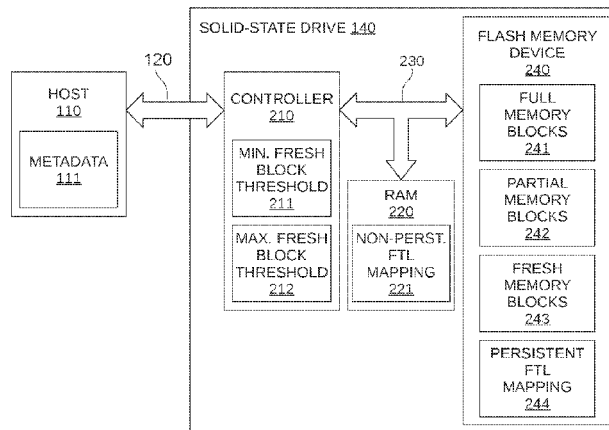 SOLID-STATE DRIVE 140
120
230
HOST
110
METADATA
111
CONTROLLER
210
MIN. FRESH
BLOCK
THRESHOLD
211
MAX. FRESH
BLOCK
THRESHOLD
212
RAM
220
NON-PERST.
FTL
MAPPING
221
FLASH MEMORY
DEVICE
240
FULL
MEMORY
BLOCKS
241
PARTIAL
MEMORY
BLOCKS
242
FRESH
MEMORY
BLOCKS
243
PERSISTENT
FTL
MAPPING
244